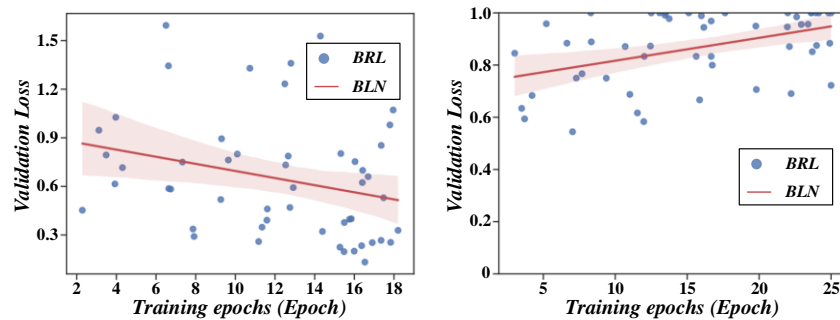 Validation Loss
1.5
1.2
0.9
0.6
0.3
BRL
BLN
2 4 6 8 10 12 14 16 18
Training epochs (Epoch)
Validation Loss
1.0
0.8
0.6
0.4
0.2
0
BRL
BLN
5 10 15 20 25
Training epochs (Epoch)